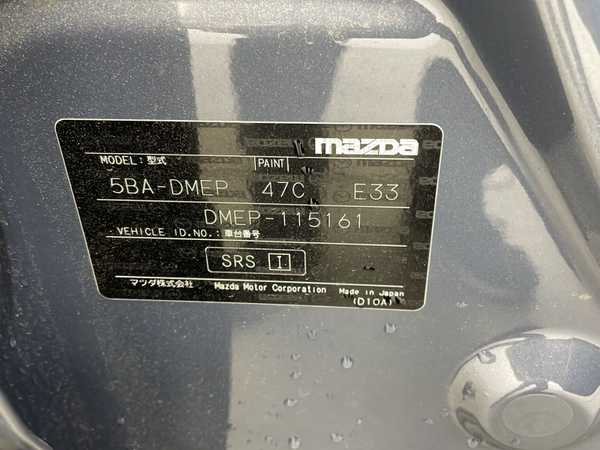 mazda
MODEL: 型式 PAINT
5BA-DMEP 47C E33
DMEP-115161
VEHICLE ID.NO.:車台番号
SRS I
マツダ株式会社 Mazda Motor Corporation Made in Japan
(D10A)